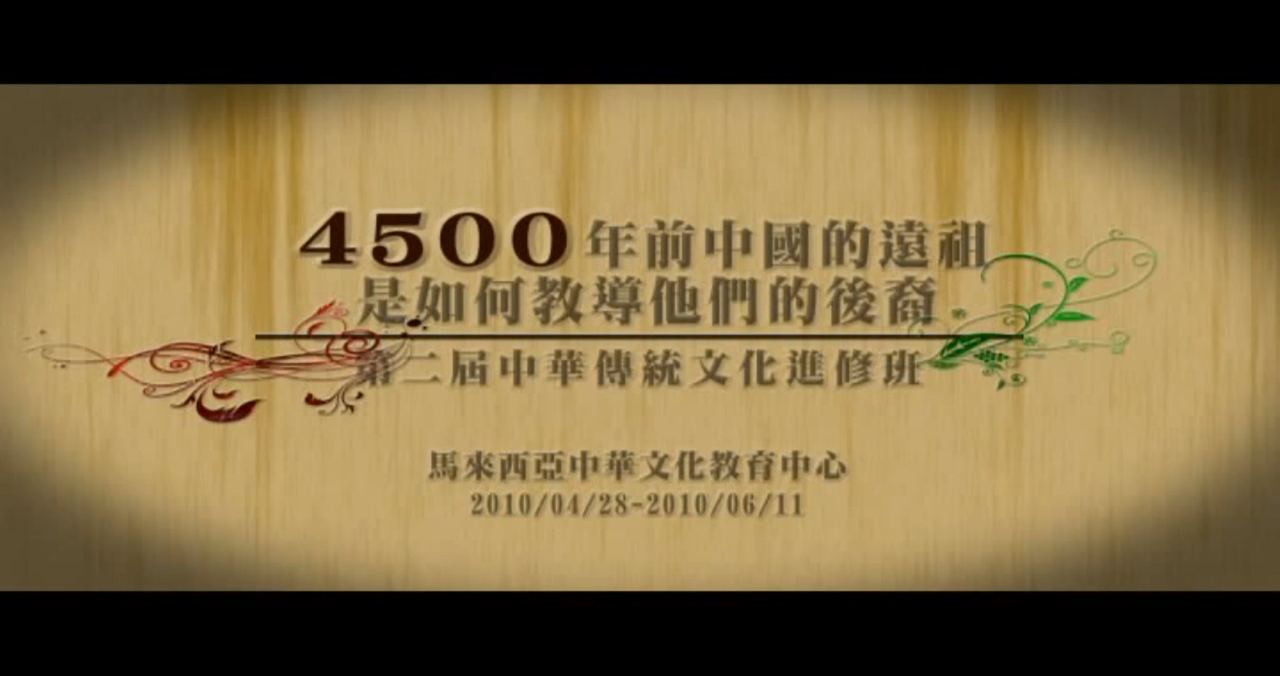 4500年前中國的遠祖
是如何教導他們的後裔
第二屆中華傳統文化進修班
馬來西亞中華文化教育中心
2010/04/28-2010/06/11